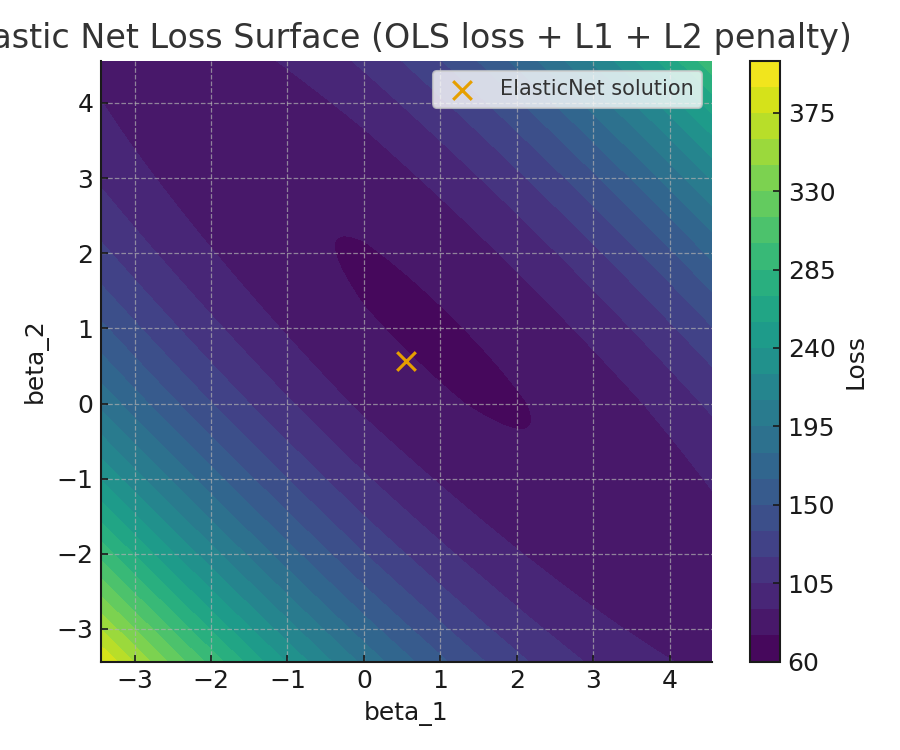 astic Net Loss Surface (OLS loss + L1 + L2 penalty)
ElasticNet solution
4
3
2
1
0
−1
−2
−3
beta_2
−3 −2 −1 0 1 2 3 4
beta_1
375
330
285
240
195
150
105
60
Loss